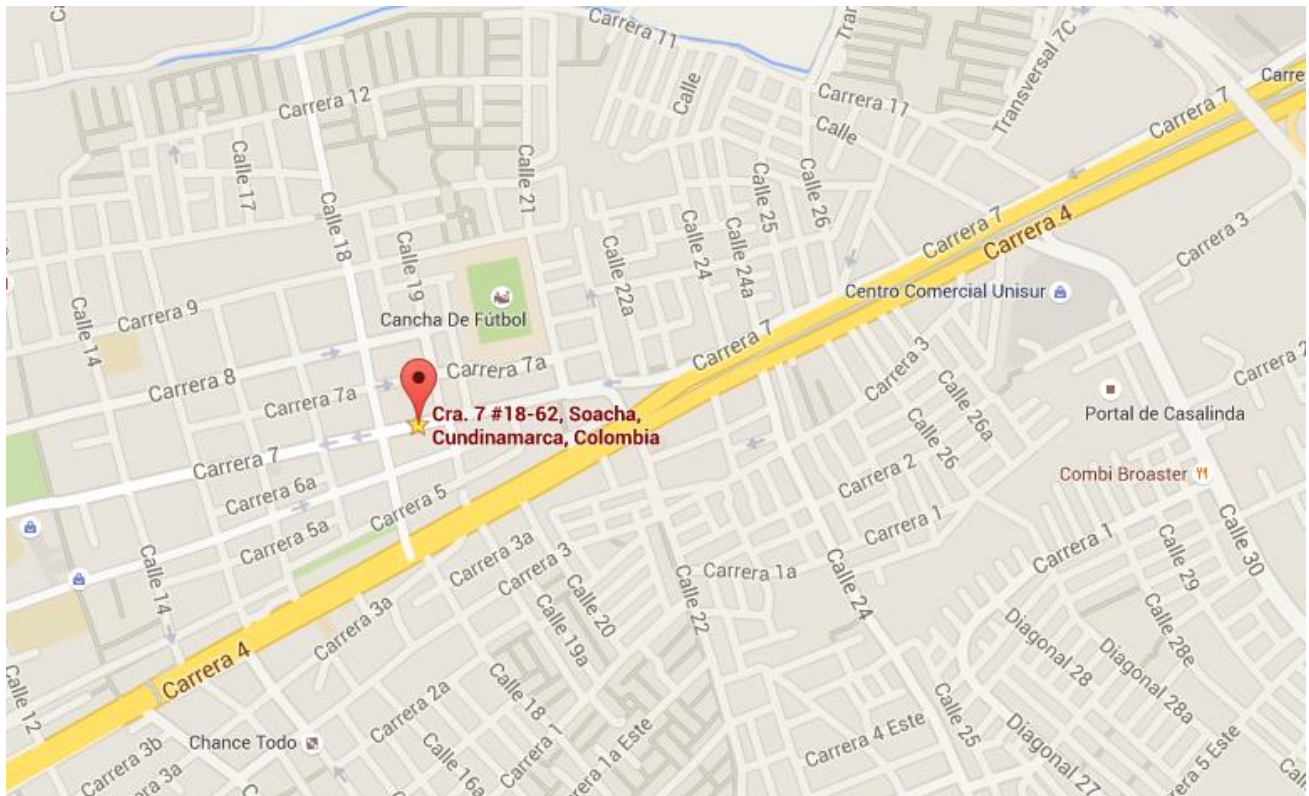 Carrera 11
Transversal 7C
Carrera 12
Calle
Carrera 11
Calle
Carrera 7
Calle 17
Calle 21
Calle 25
Calle 26
Calle 18
Calle 19
Calle 24
Calle 24a
Carrera 7
Carrera 4
Carrera 3
Calle 22a
Centro Comercial Unisur
Carrera 9
Cancha De Fútbol
Calle 14
Carrera 7
Carrera 8
Carrera 7a
Carrera 7a
Carrera 3
Carrera 2
Calle 26a
Portal de Casalinda
Cra. 7 #18-62, Soacha,
Cundinamarca, Colombia
Carrera 7
Carrera 6a
Carrera 5
Carrera 5a
Calle 26
Carrera 2
Combi Broaster
Carrera 1
Carrera 1
Calle 30
Calle 14
Carrera 3a
Carrera 3
Calle 20
Carrera 1a
Calle 22
Calle 24
Calle 29
Calle 28e
Carrera 3a
Calle 19a
Diagonal 28
Diagonal 28a
Carrera 4
Calle 12
Carrera 2a
Calle 18
Carrera 1
Carrera 1a Este
Carrera 4 Este
Calle 25
Diagonal 27
Chance Todo
Carrera 3b
Calle 16a